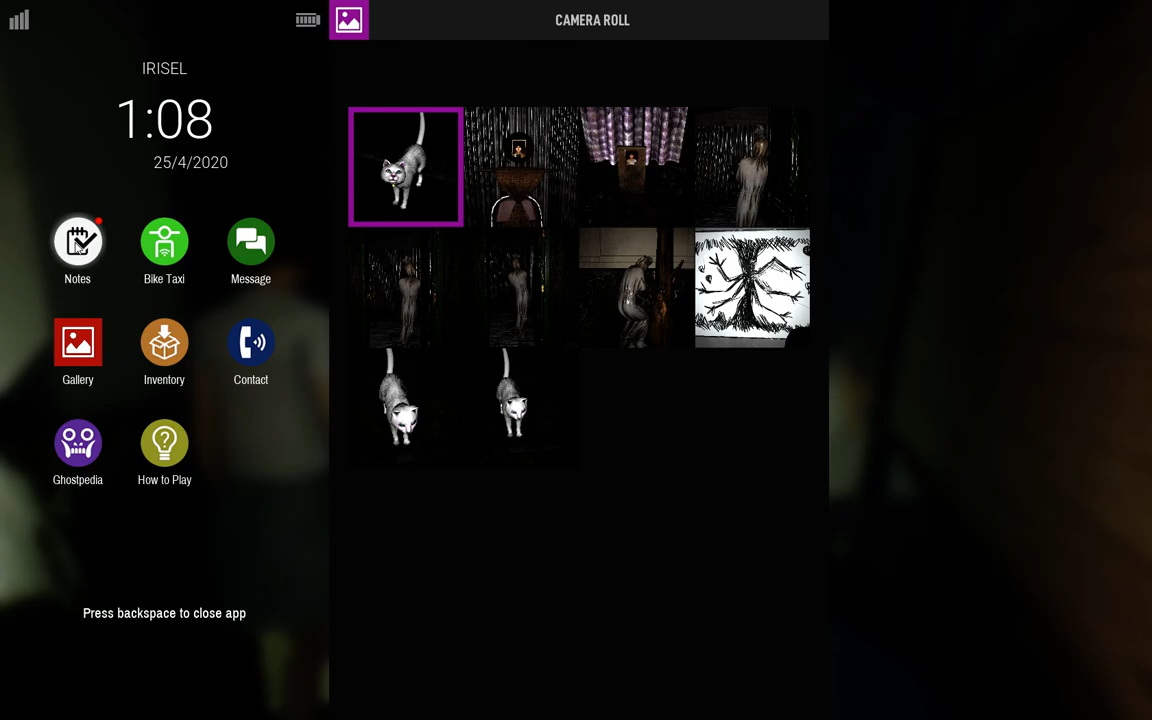 CAMERA ROLL
IRISEL
1:08
25/4/2020
Notes
Bike Taxi
Message
Gallery
Inventory
Contact
Ghostpedia
How to Play
Press backspace to close app